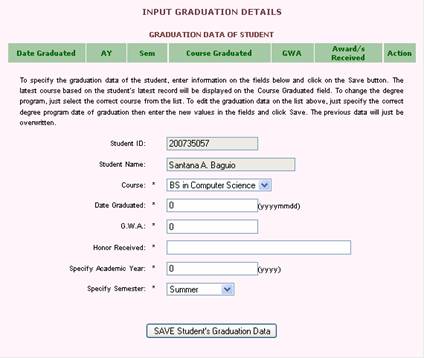 INPUT GRADUATION DETAILS
GRADUATION DATA OF STUDENT
Date Graduated AY Sem Course Graduated GWA Award/s Received Action
To specify the graduation data of the student, enter information on the fields below and click on the Save button. The
latest course based on the student's latest record will be displayed on the Course Graduated field. To change the degree
program, just select the correct course from the list. To edit the graduation data on the list above, just specify the correct
degree program date of graduation then enter the new values in the fields and click Save. The previous data will just be
overwritten.
Student ID: 200735057
Student Name: Santana A. Baguio
Course: * BS in Computer Science
Date Graduated: * 0 (yyyymmdd)
G.W.A.: * 0
Honor Received: *
Specify Academic Year: * 0 (yyyy)
Specify Semester: * Summer
SAVE Student's Graduation Data